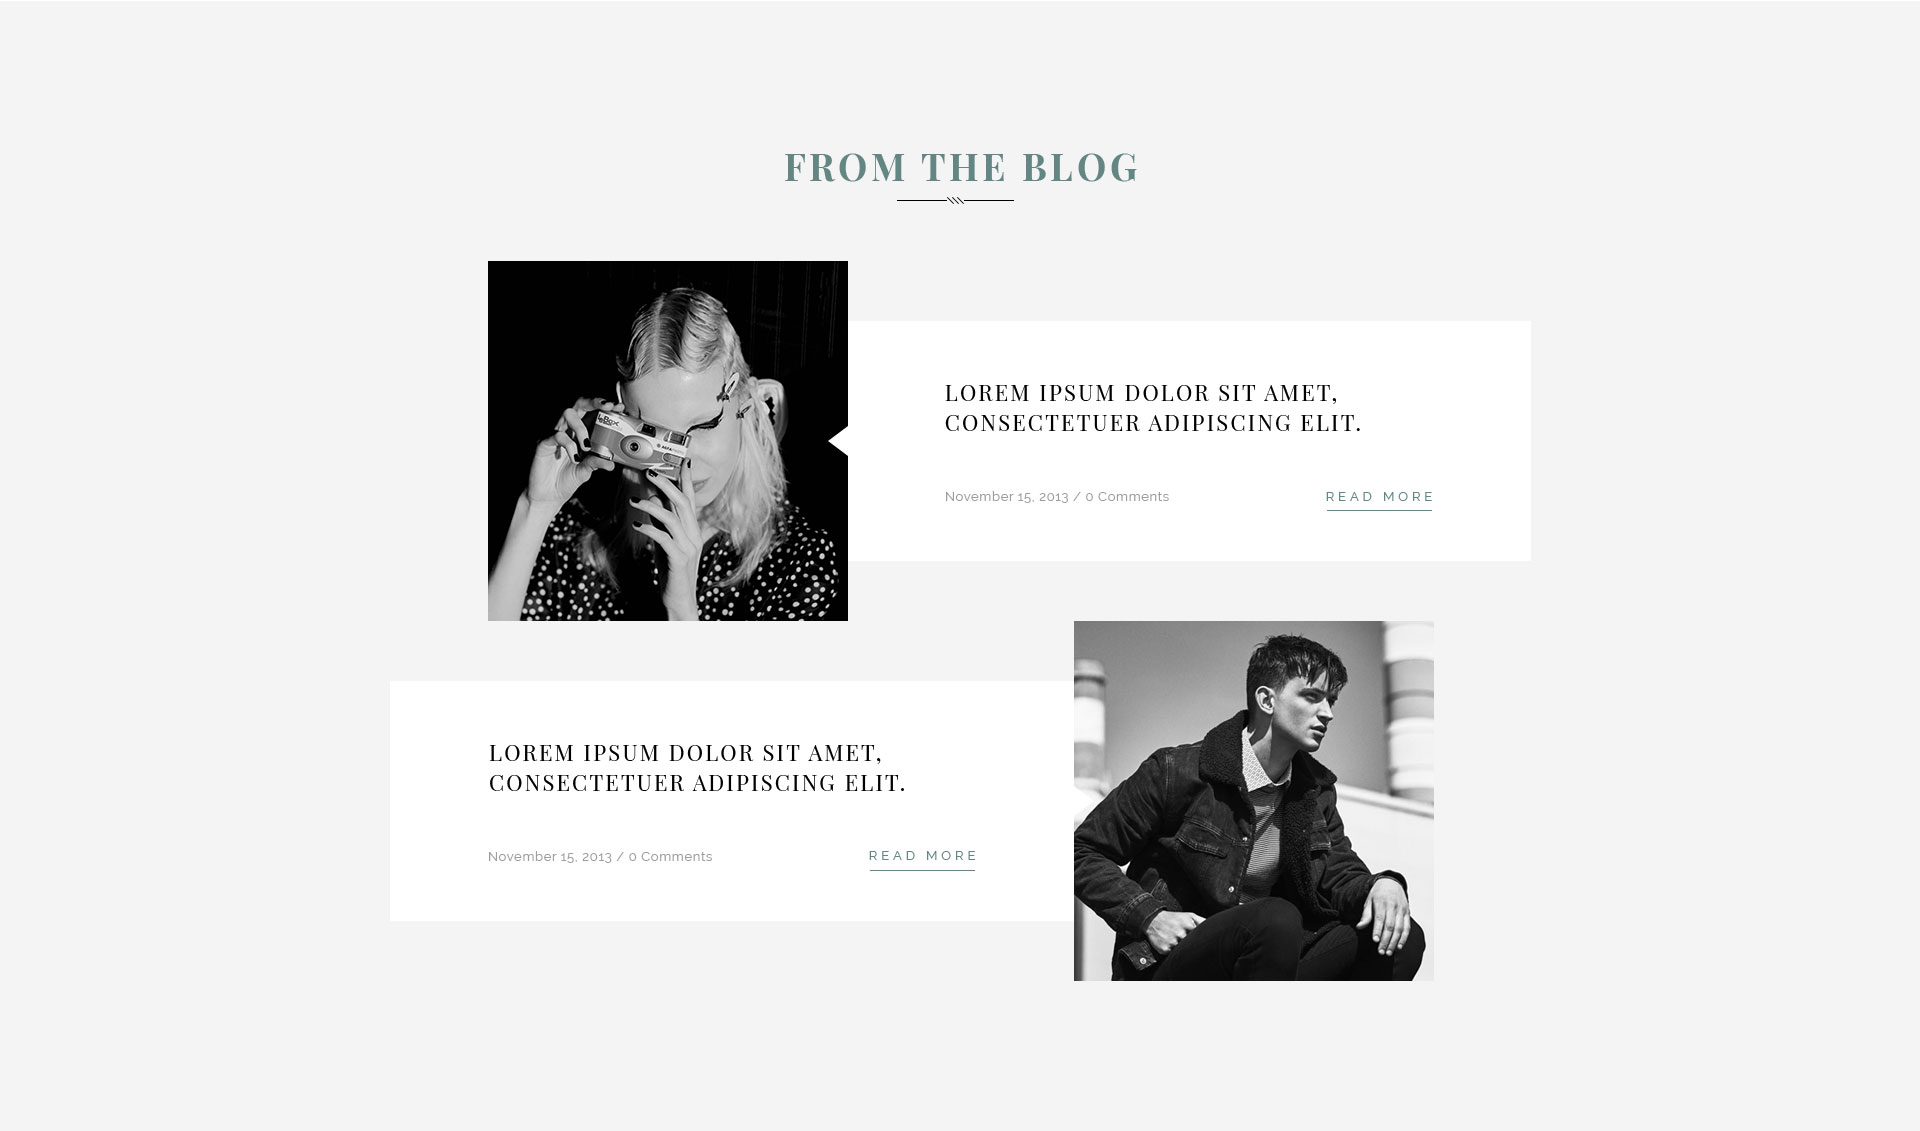 FROM THE BLOG
LOREM IPSUM DOLOR SIT AMET,
CONSECTETUER ADIPISCING ELIT.
November 15, 2013 / 0 Comments
READ MORE
LOREM IPSUM DOLOR SIT AMET,
CONSECTETUER ADIPISCING ELIT.
November 15, 2013 / 0 Comments
READ MORE